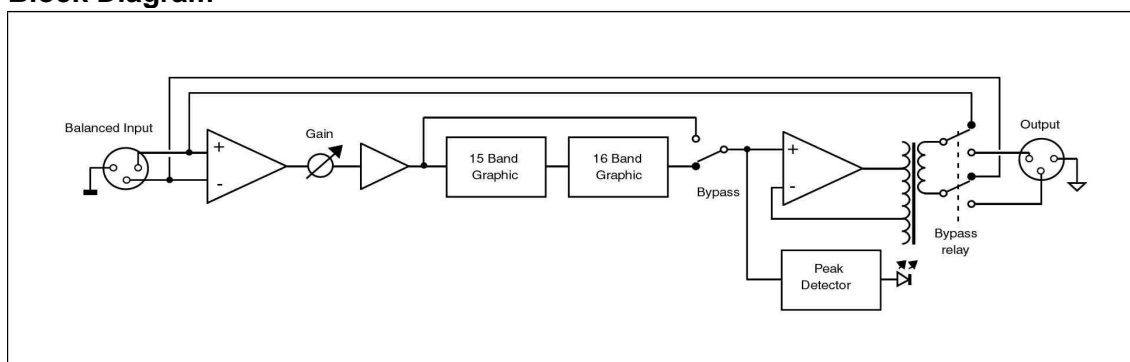 Block Diagram
Balanced Input
+
-
Gain
15 Band
Graphic
16 Band
Graphic
Bypass
+
-
Peak
Detector
Bypass
relay
Output